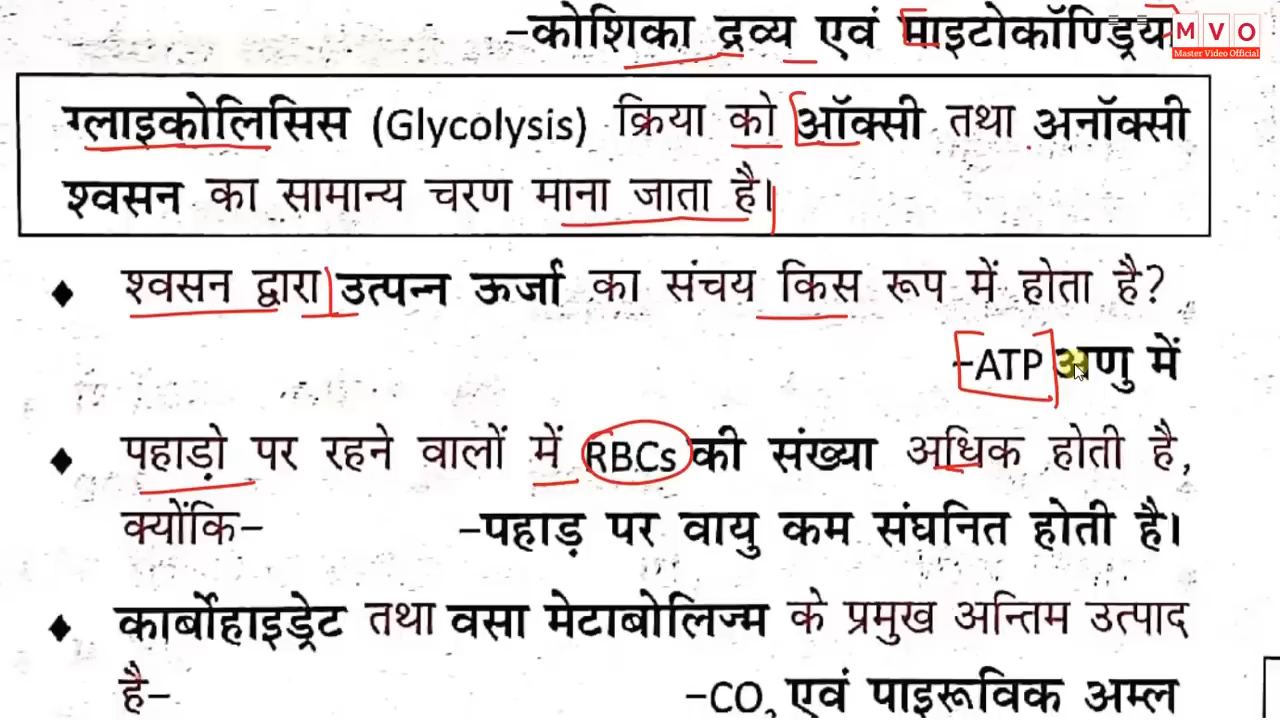 -कोशिका द्रव्य एवं माइटोकॉण्ड्रिया
M V O
Master Video Official
ग्लाइकोलिसिस (Glycolysis) क्रिया को ऑक्सी तथा अनॉक्सी
श्वसन का सामान्य चरण माना जाता है।
♦ श्वसन द्वारा उत्पन्न ऊर्जा का संचय किस रूप में होता है?
-ATP अणु में
♦ पहाड़ो पर रहने वालों में RBCs की संख्या अधिक होती है,
क्योंकि– -पहाड़ पर वायु कम संघनित होती है।
♦ कार्बोहाइड्रेट तथा वसा मेटाबोलिज्म के प्रमुख अन्तिम उत्पाद
है– -CO₂ एवं पाइरूविक अम्ल